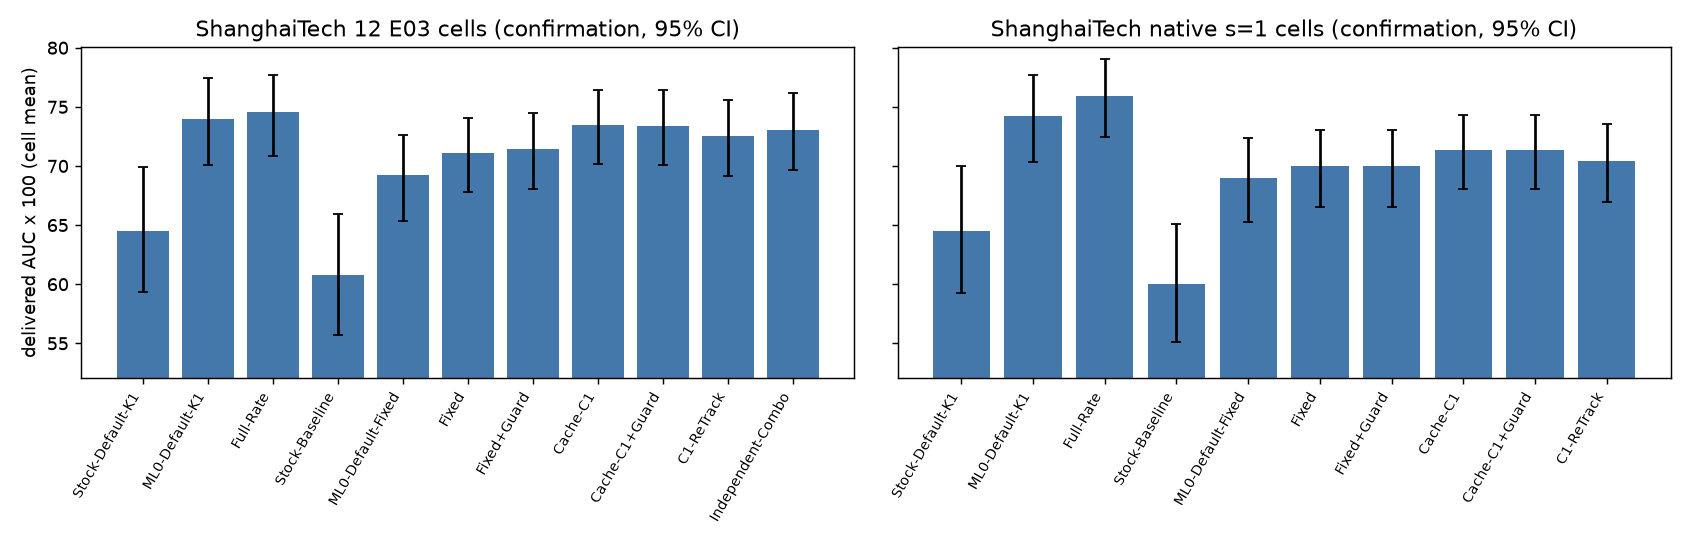 ShanghaiTech 12 E03 cells (confirmation, 95% CI)
delivered AUC x 100 (cell mean)
80
75
70
65
60
55
Stock-Default-K1
ML0-Default-K1
Full-Rate
Stock-Baseline
ML0-Default-Fixed
Fixed
Fixed+Guard
Cache-C1
Cache-C1+Guard
C1-ReTrack
Independent-Combo
ShanghaiTech native s=1 cells (confirmation, 95% CI)
Stock-Default-K1
ML0-Default-K1
Full-Rate
Stock-Baseline
ML0-Default-Fixed
Fixed
Fixed+Guard
Cache-C1
Cache-C1+Guard
C1-ReTrack